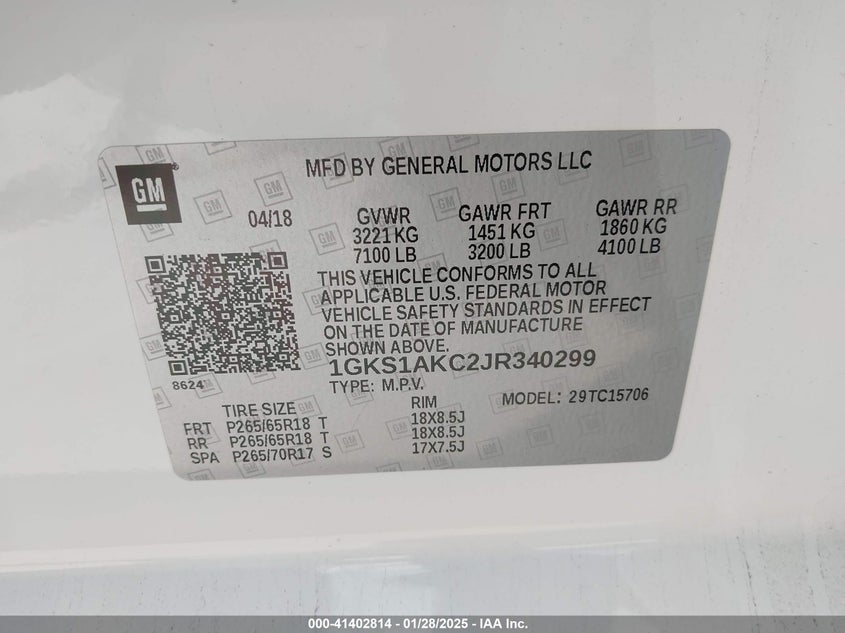 GM
MFD BY GENERAL MOTORS LLC
04/18
GVWR GAWR FRT GAWR RR
3221 KG 1451 KG 1860 KG
7100 LB 3200 LB 4100 LB
THIS VEHICLE CONFORMS TO ALL
APPLICABLE U.S. FEDERAL MOTOR
VEHICLE SAFETY STANDARDS IN EFFECT
ON THE DATE OF MANUFACTURE
SHOWN ABOVE.
1GKS1AKC2JR340299
8624
TYPE: M.P.V. MODEL: 29TC15706
TIRE SIZE RIM
FRT P265/65R18 T 18X8.5J
RR P265/65R18 T 18X8.5J
SPA P265/70R17 S 17X7.5J
000-41402814 - 01/28/2025 - IAA Inc.